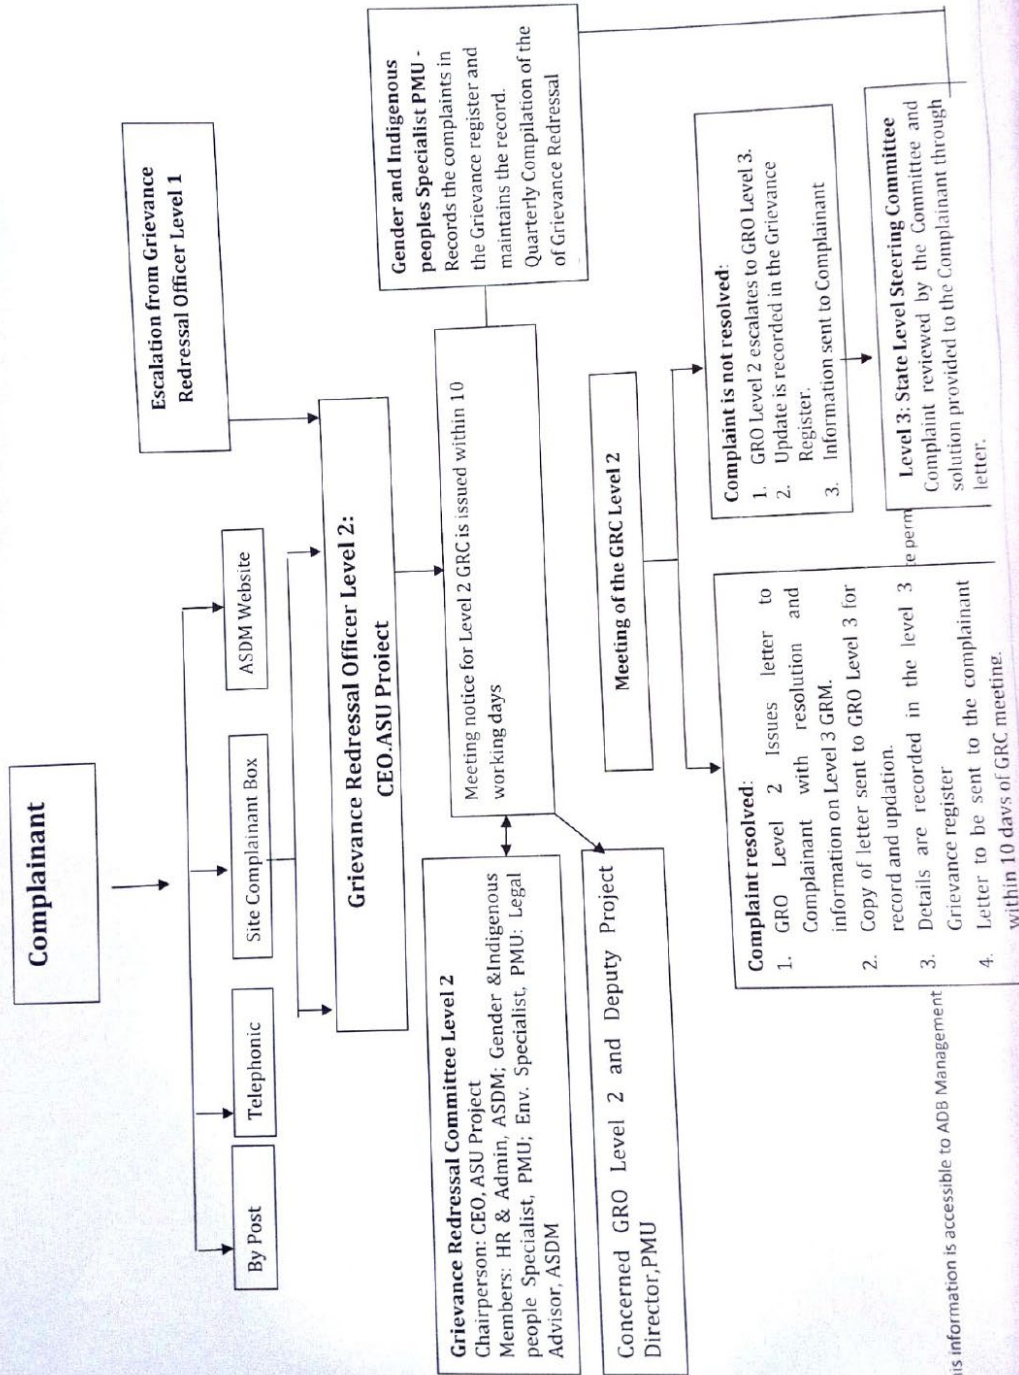 Complainant
By Post
Telephonic
Site Complainant Box
ASDM Website
Escalation from Grievance
Redressal Officer Level 1
Grievance Redressal Officer Level 2:
CEO.ASU Project
Grievance Redressal Committee Level 2
Chairperson: CEO, ASU Project
Members: HR & Admin, ASDM; Gender &Indigenous
people Specialist, PMU; Env. Specialist, PMU: Legal
Advisor, ASDM
Meeting notice for Level 2 GRC is issued within 10
working days
Gender and Indigenous
peoples Specialist PMU -
Records the complaints in
the Grievance register and
maintains the record.
Quarterly Compilation of the
of Grievance Redressal
Concerned GRO Level 2 and Deputy Project
Director,PMU
Meeting of the GRC Level 2
Complaint resolved:
1. GRO Level 2 Issues letter to
Complainant with resolution and
information on Level 3 GRM.
2. Copy of letter sent to GRO Level 3 for
record and updation.
3. Details are recorded in the level 3
Grievance register
4. Letter to be sent to the complainant
within 10 days of GRC meeting.
Complaint is not resolved:
1. GRO Level 2 escalates to GRO Level 3.
2. Update is recorded in the Grievance
Register.
3. Information sent to Complainant
Level 3: State Level Steering Committee
Complaint reviewed by the Committee and
solution provided to the Complainant through
letter.
his information is accessible to ADB Management